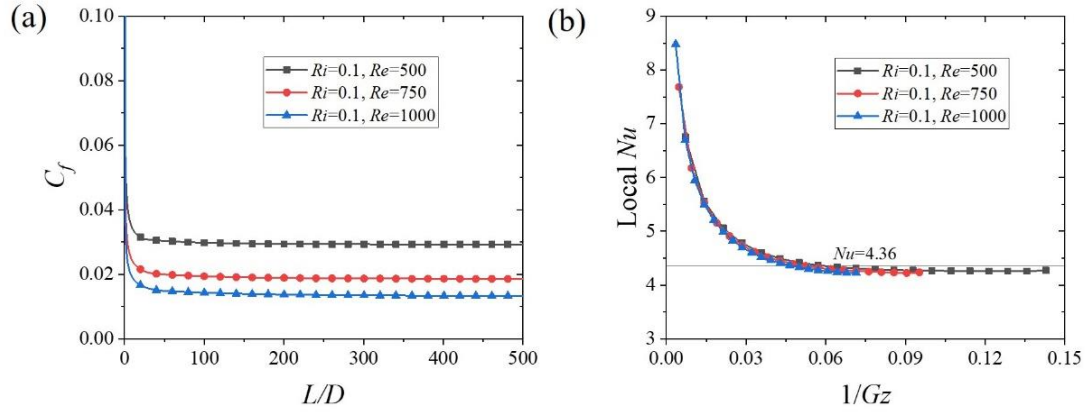 (a)
0.10
0.08
0.06
0.04
0.02
0.00
C_f
Ri=0.1, Re=500
Ri=0.1, Re=750
Ri=0.1, Re=1000
0 100 200 300 400 500
L/D
(b)
9
8
7
6
5
4
3
Local Nu
Ri=0.1, Re=500
Ri=0.1, Re=750
Ri=0.1, Re=1000
Nu=4.36
0.00 0.03 0.06 0.09 0.12 0.15
1/Gz